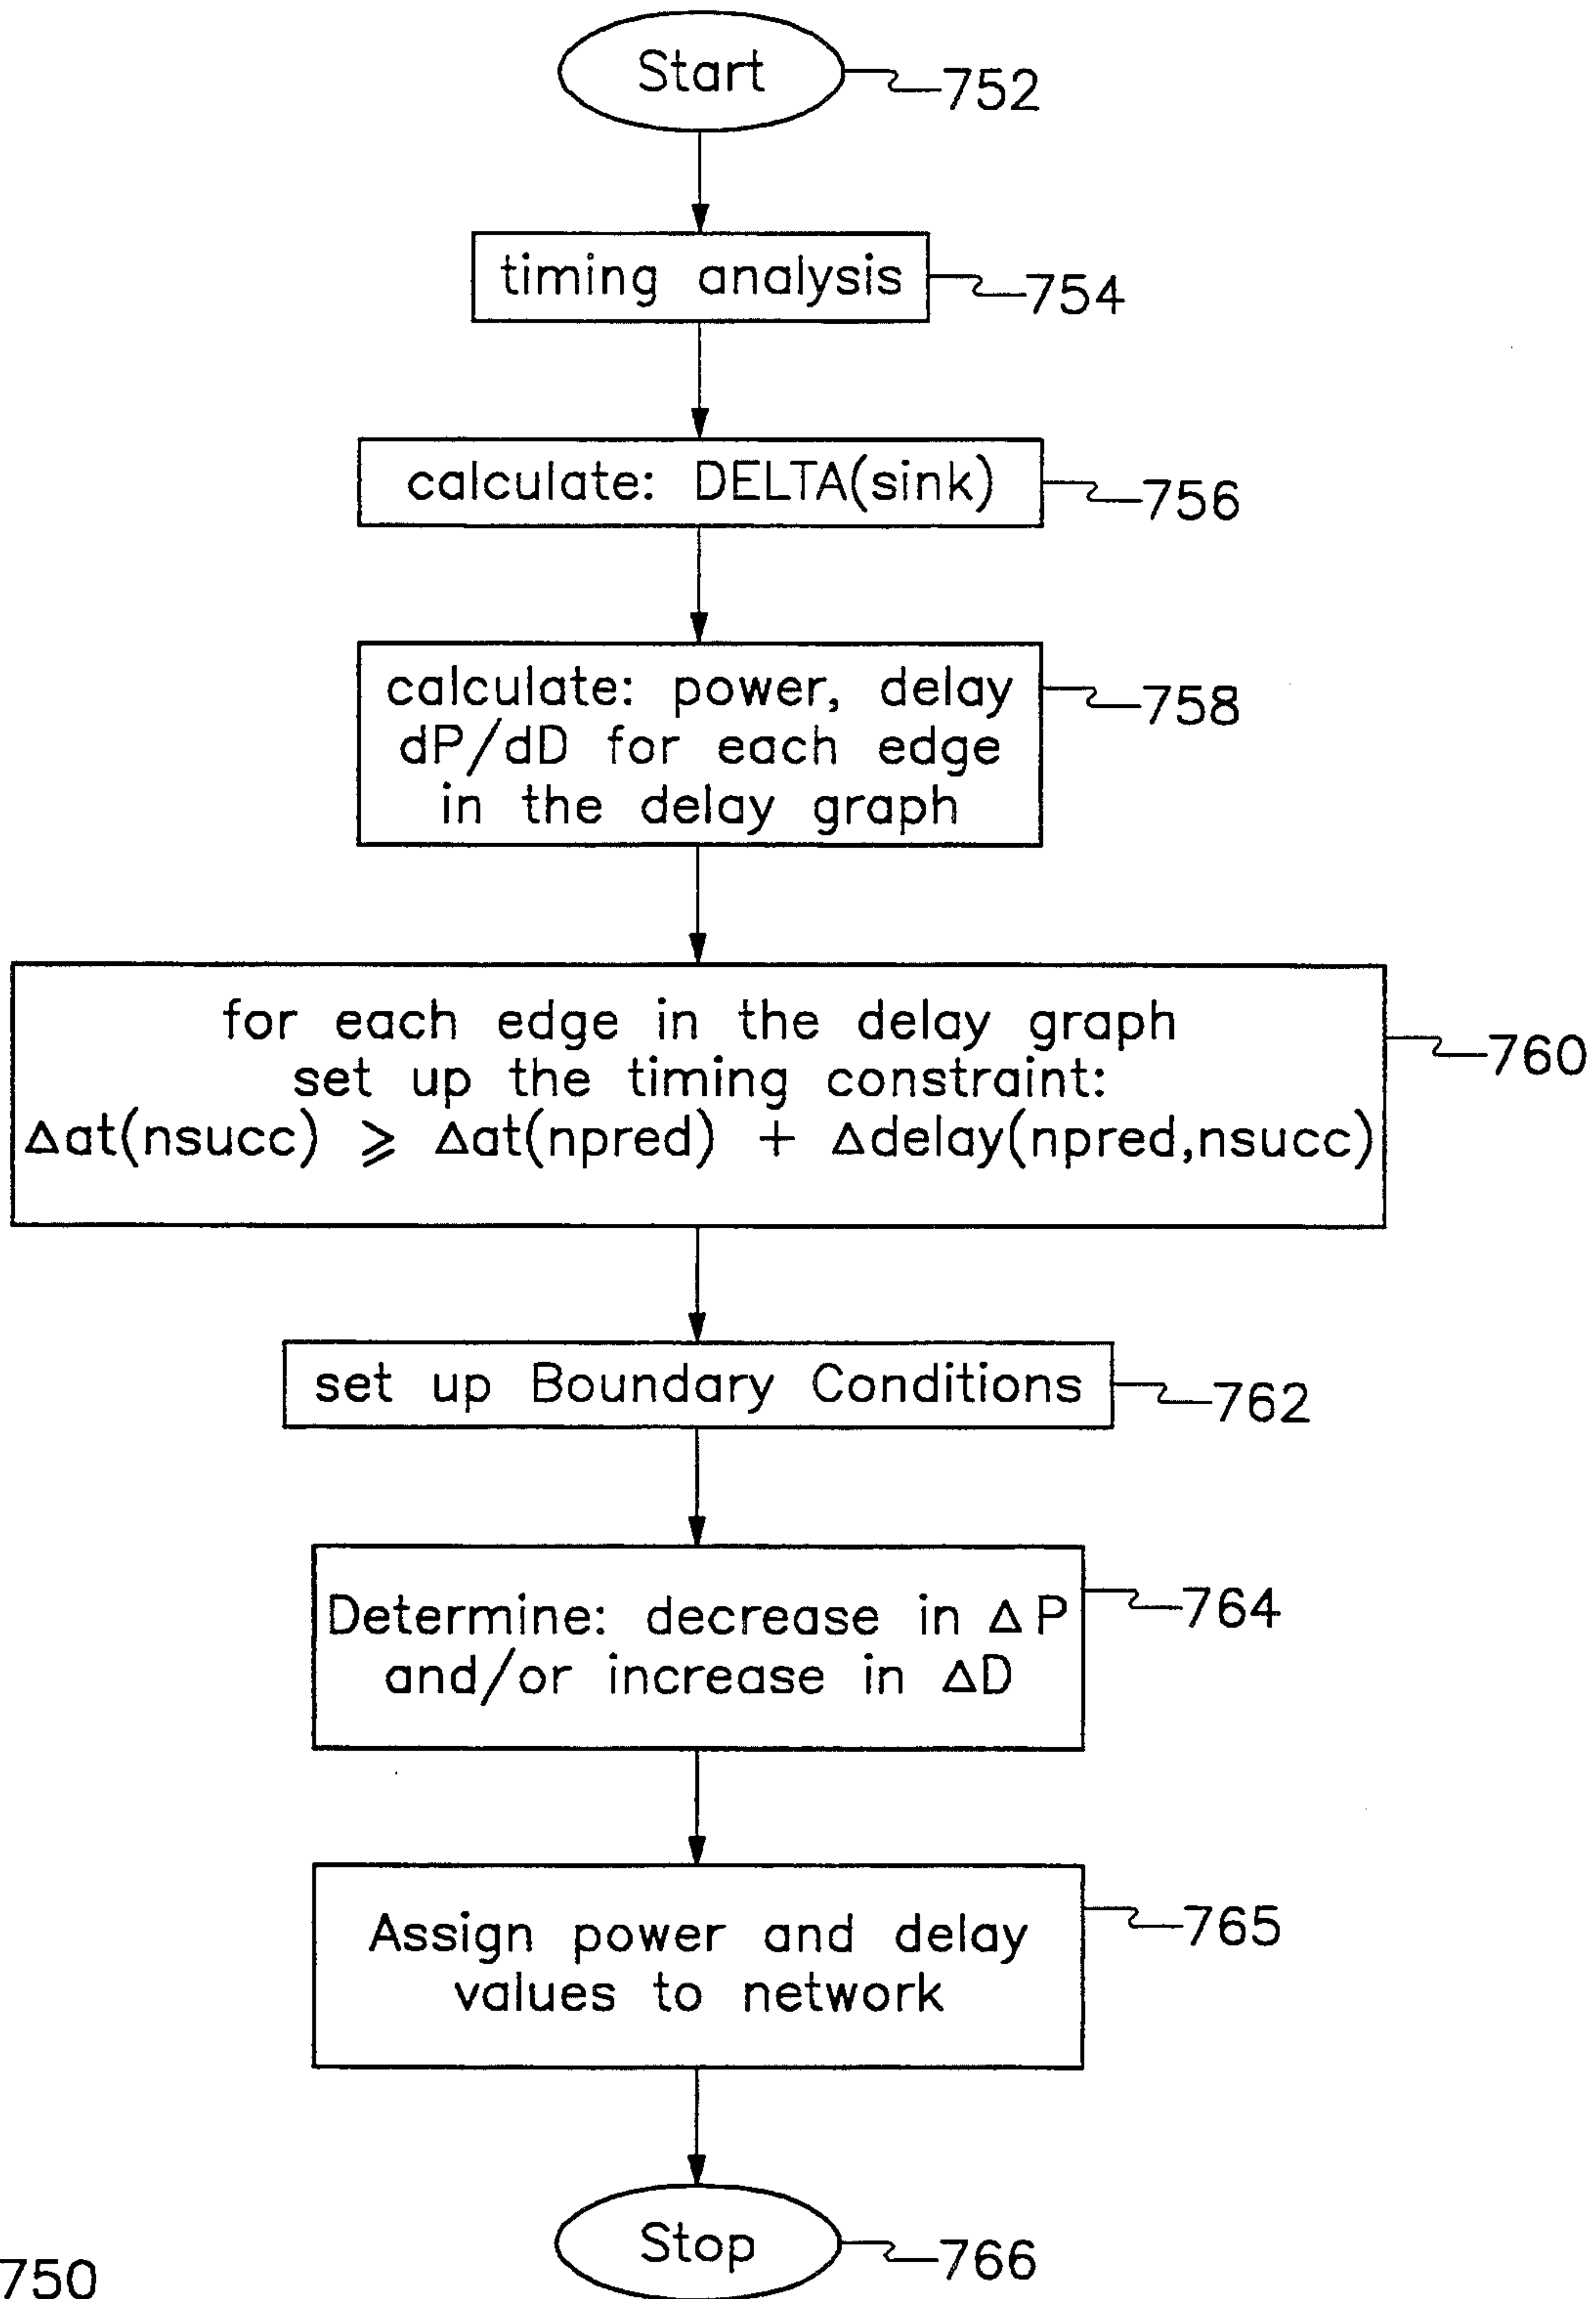 Start
752
timing analysis
754
calculate: DELTA(sink)
756
calculate: power, delay
dP/dD for each edge
in the delay graph
758
for each edge in the delay graph
set up the timing constraint:
Δat(nsucc) ⩾ Δat(npred) + Δdelay(npred,nsucc)
760
set up Boundary Conditions
762
Determine: decrease in ΔP
and/or increase in ΔD
764
Assign power and delay
values to network
765
Stop
766
750